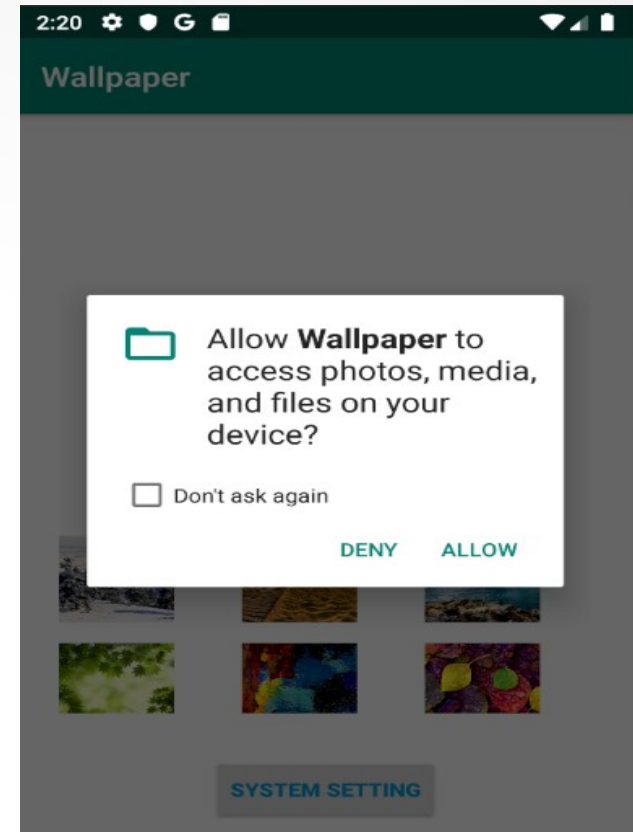 2:20 G
Wallpaper
Allow Wallpaper to
access photos, media,
and files on your
device?
Don't ask again
DENY ALLOW
SYSTEM SETTING